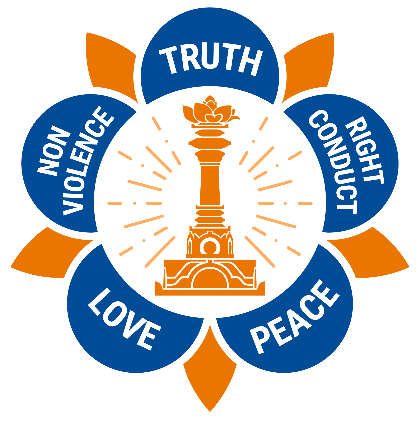 TRUTH
RIGHT
CONDUCT
PEACE
LOVE
NON
VIOLENCE